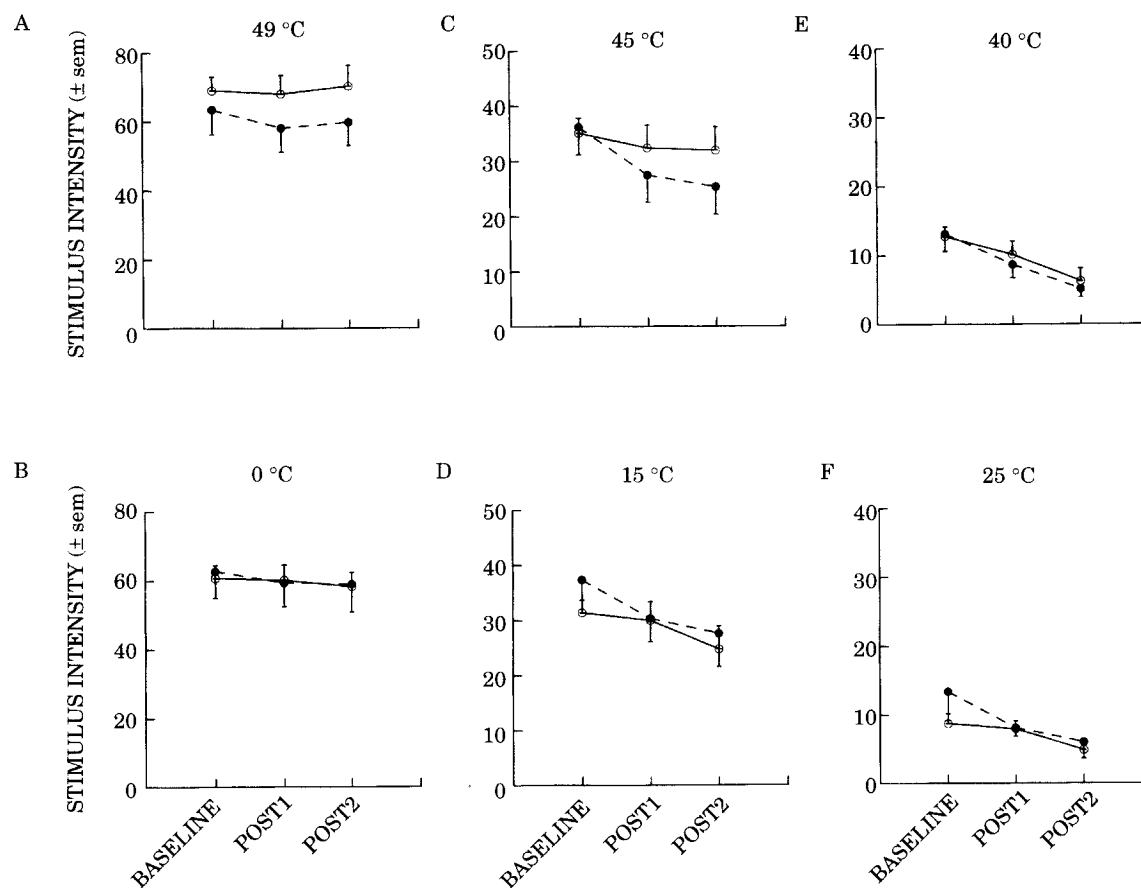 A
49 °C
STIMULUS INTENSITY (± sem)
80
60
40
20
0
C
45 °C
50
40
30
20
10
0
E
40 °C
40
30
20
10
0
B
0 °C
STIMULUS INTENSITY (± sem)
80
60
40
20
0
BASELINE
POST1
POST2
D
15 °C
50
40
30
20
10
0
BASELINE
POST1
POST2
F
25 °C
40
30
20
10
0
BASELINE
POST1
POST2